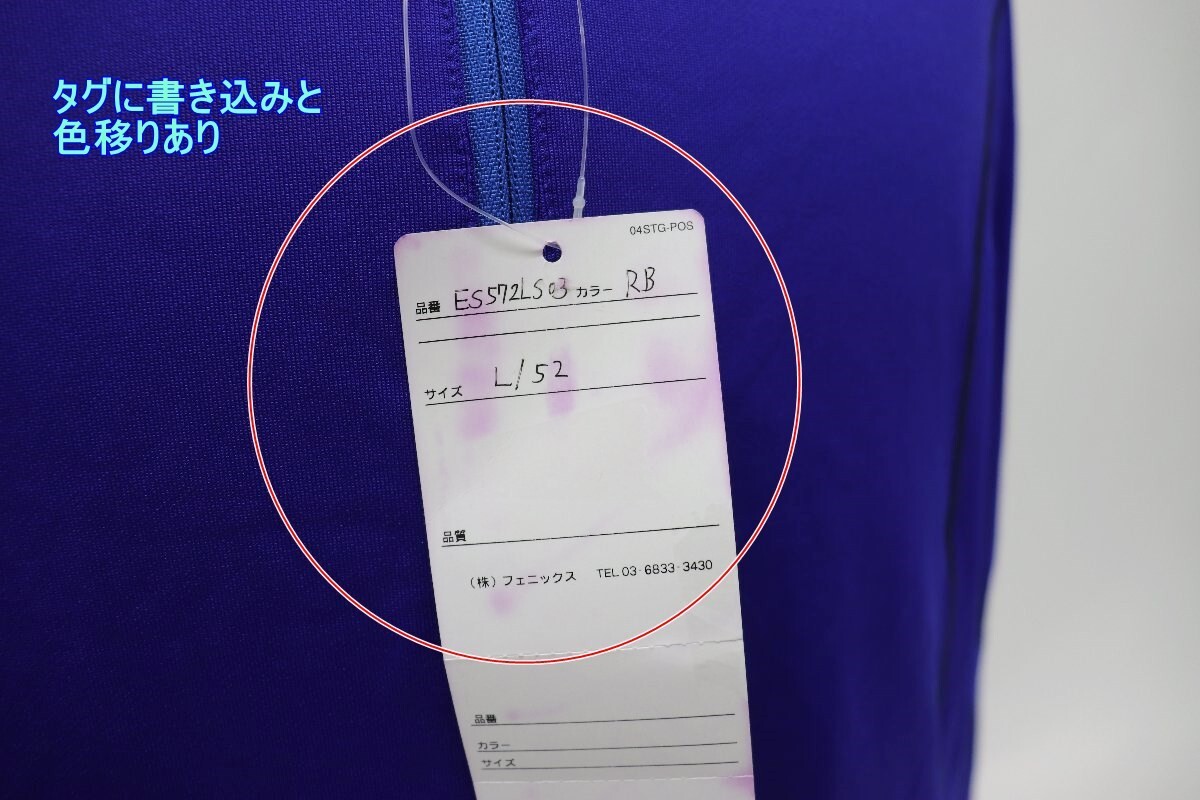 タグに書き込みと
色移りあり
04STG-POS
品番 ES572LS03 カラー RB
サイズ L/52
品質
(株)フェニックス TEL 03-6833-3430
品番
カラー
サイズ